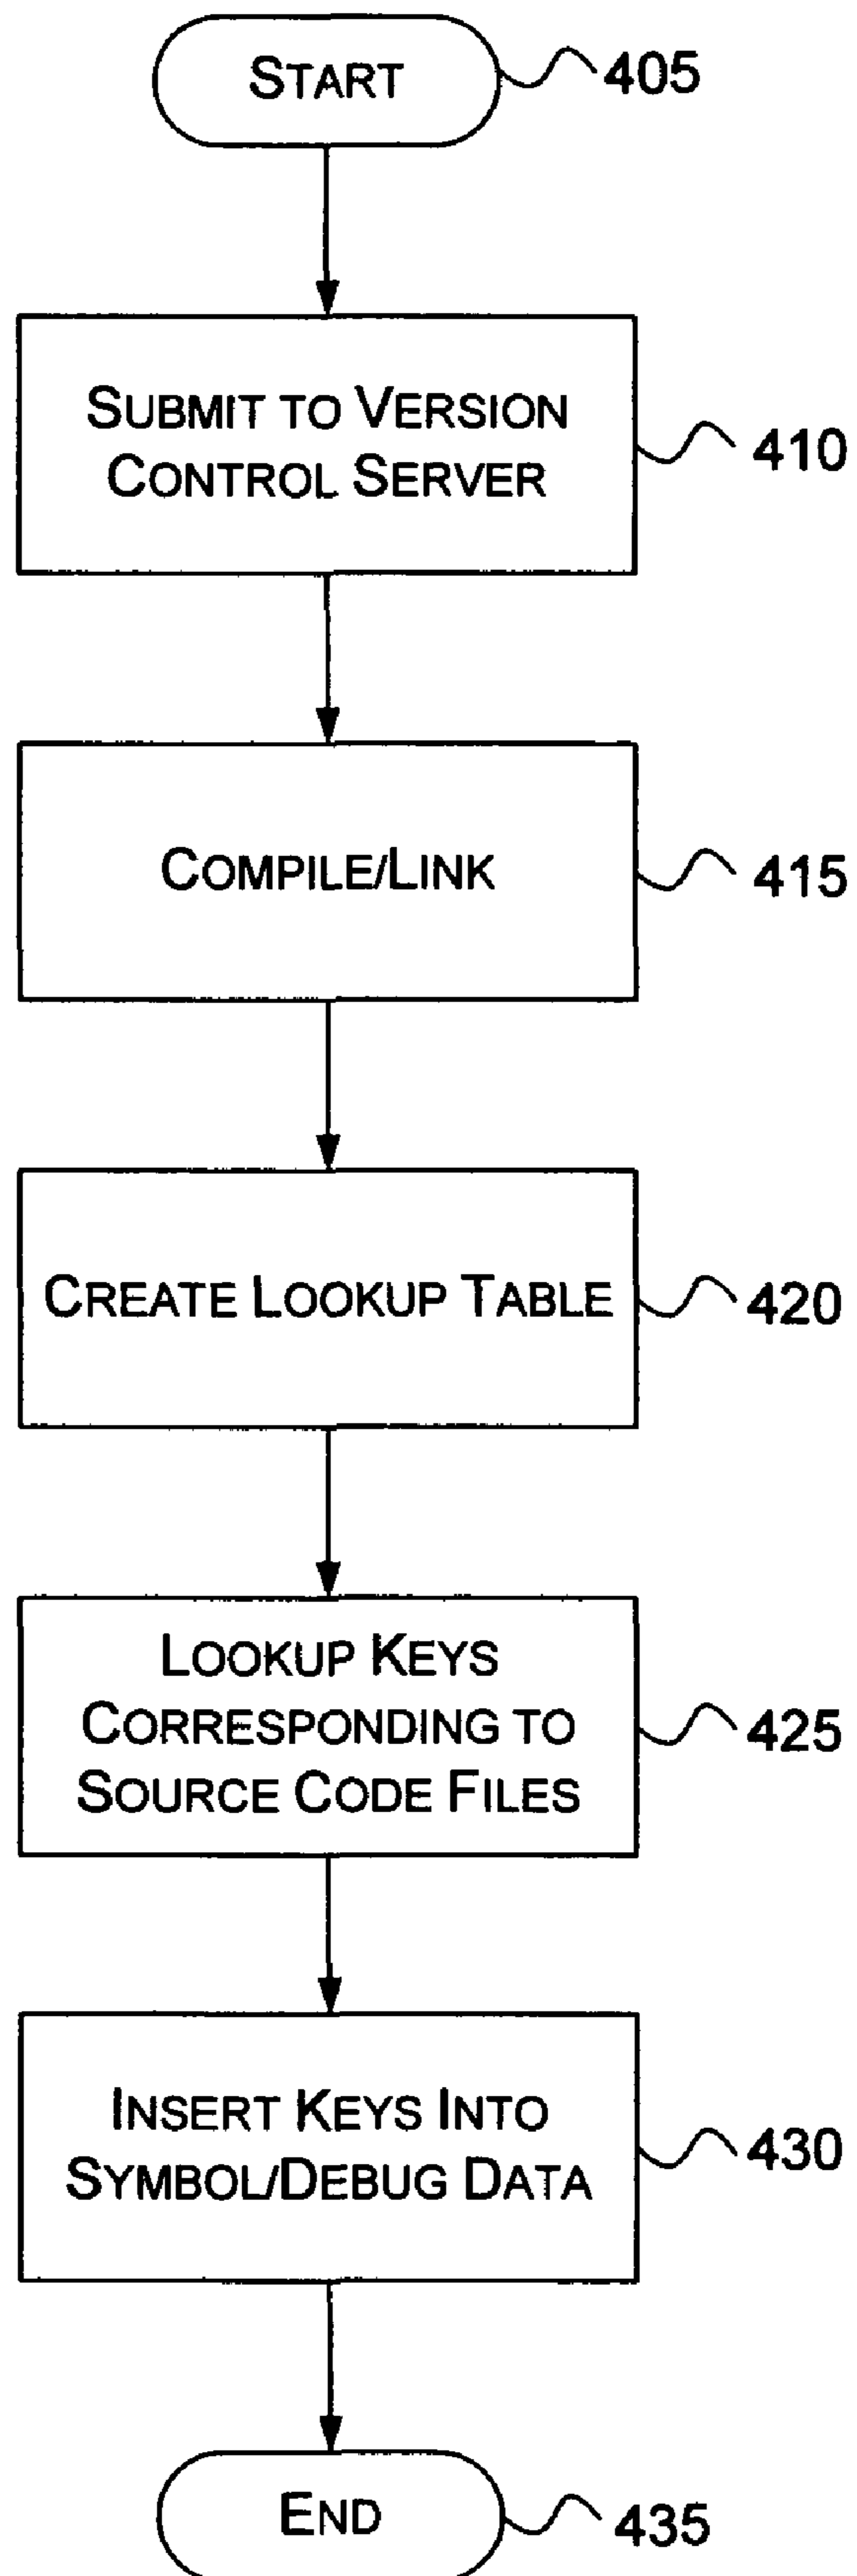 START
405
SUBMIT TO VERSION
CONTROL SERVER
410
COMPILE/LINK
415
CREATE LOOKUP TABLE
420
LOOKUP KEYS
CORRESPONDING TO
SOURCE CODE FILES
425
INSERT KEYS INTO
SYMBOL/DEBUG DATA
430
END
435